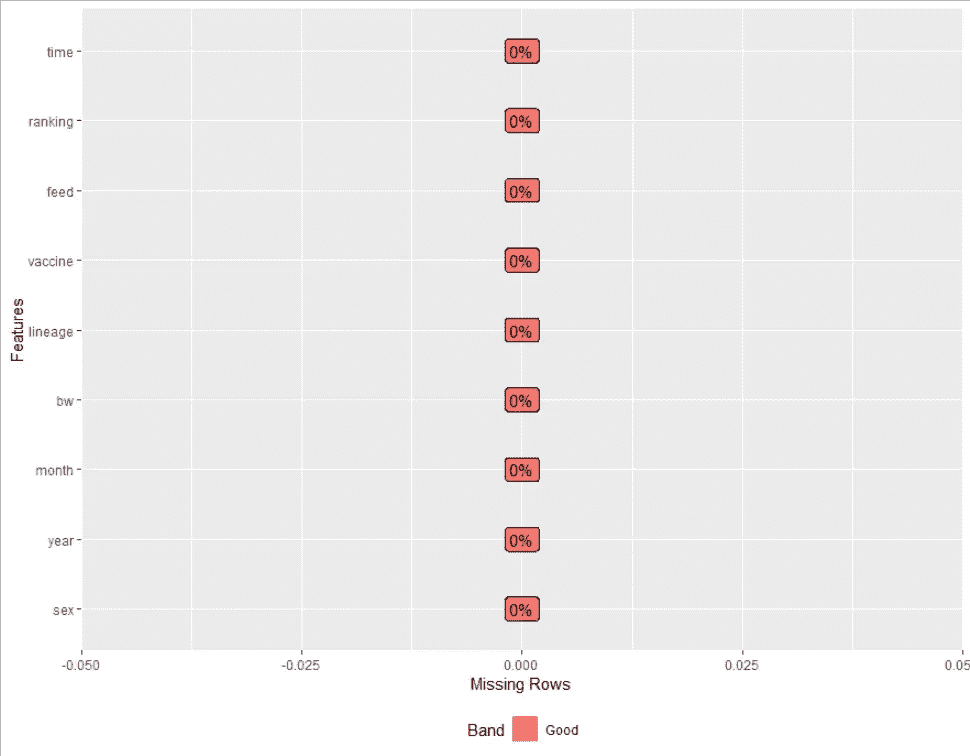 time 0%
ranking 0%
feed 0%
vaccine 0%
Features
lineage 0%
bw 0%
month 0%
year 0%
sex 0%
-0.050 -0.025 0.000 0.025 0.05
Missing Rows
Band Good